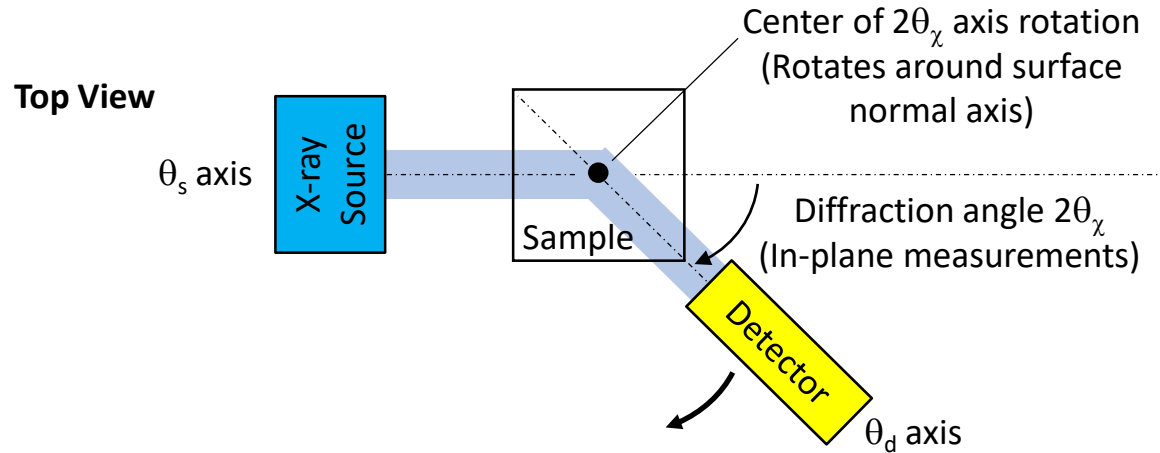 Center of 2θχ axis rotation
(Rotates around surface
normal axis)
Top View
X-ray
Source
θs axis
Sample
Diffraction angle 2θχ
(In-plane measurements)
Detector
θd axis